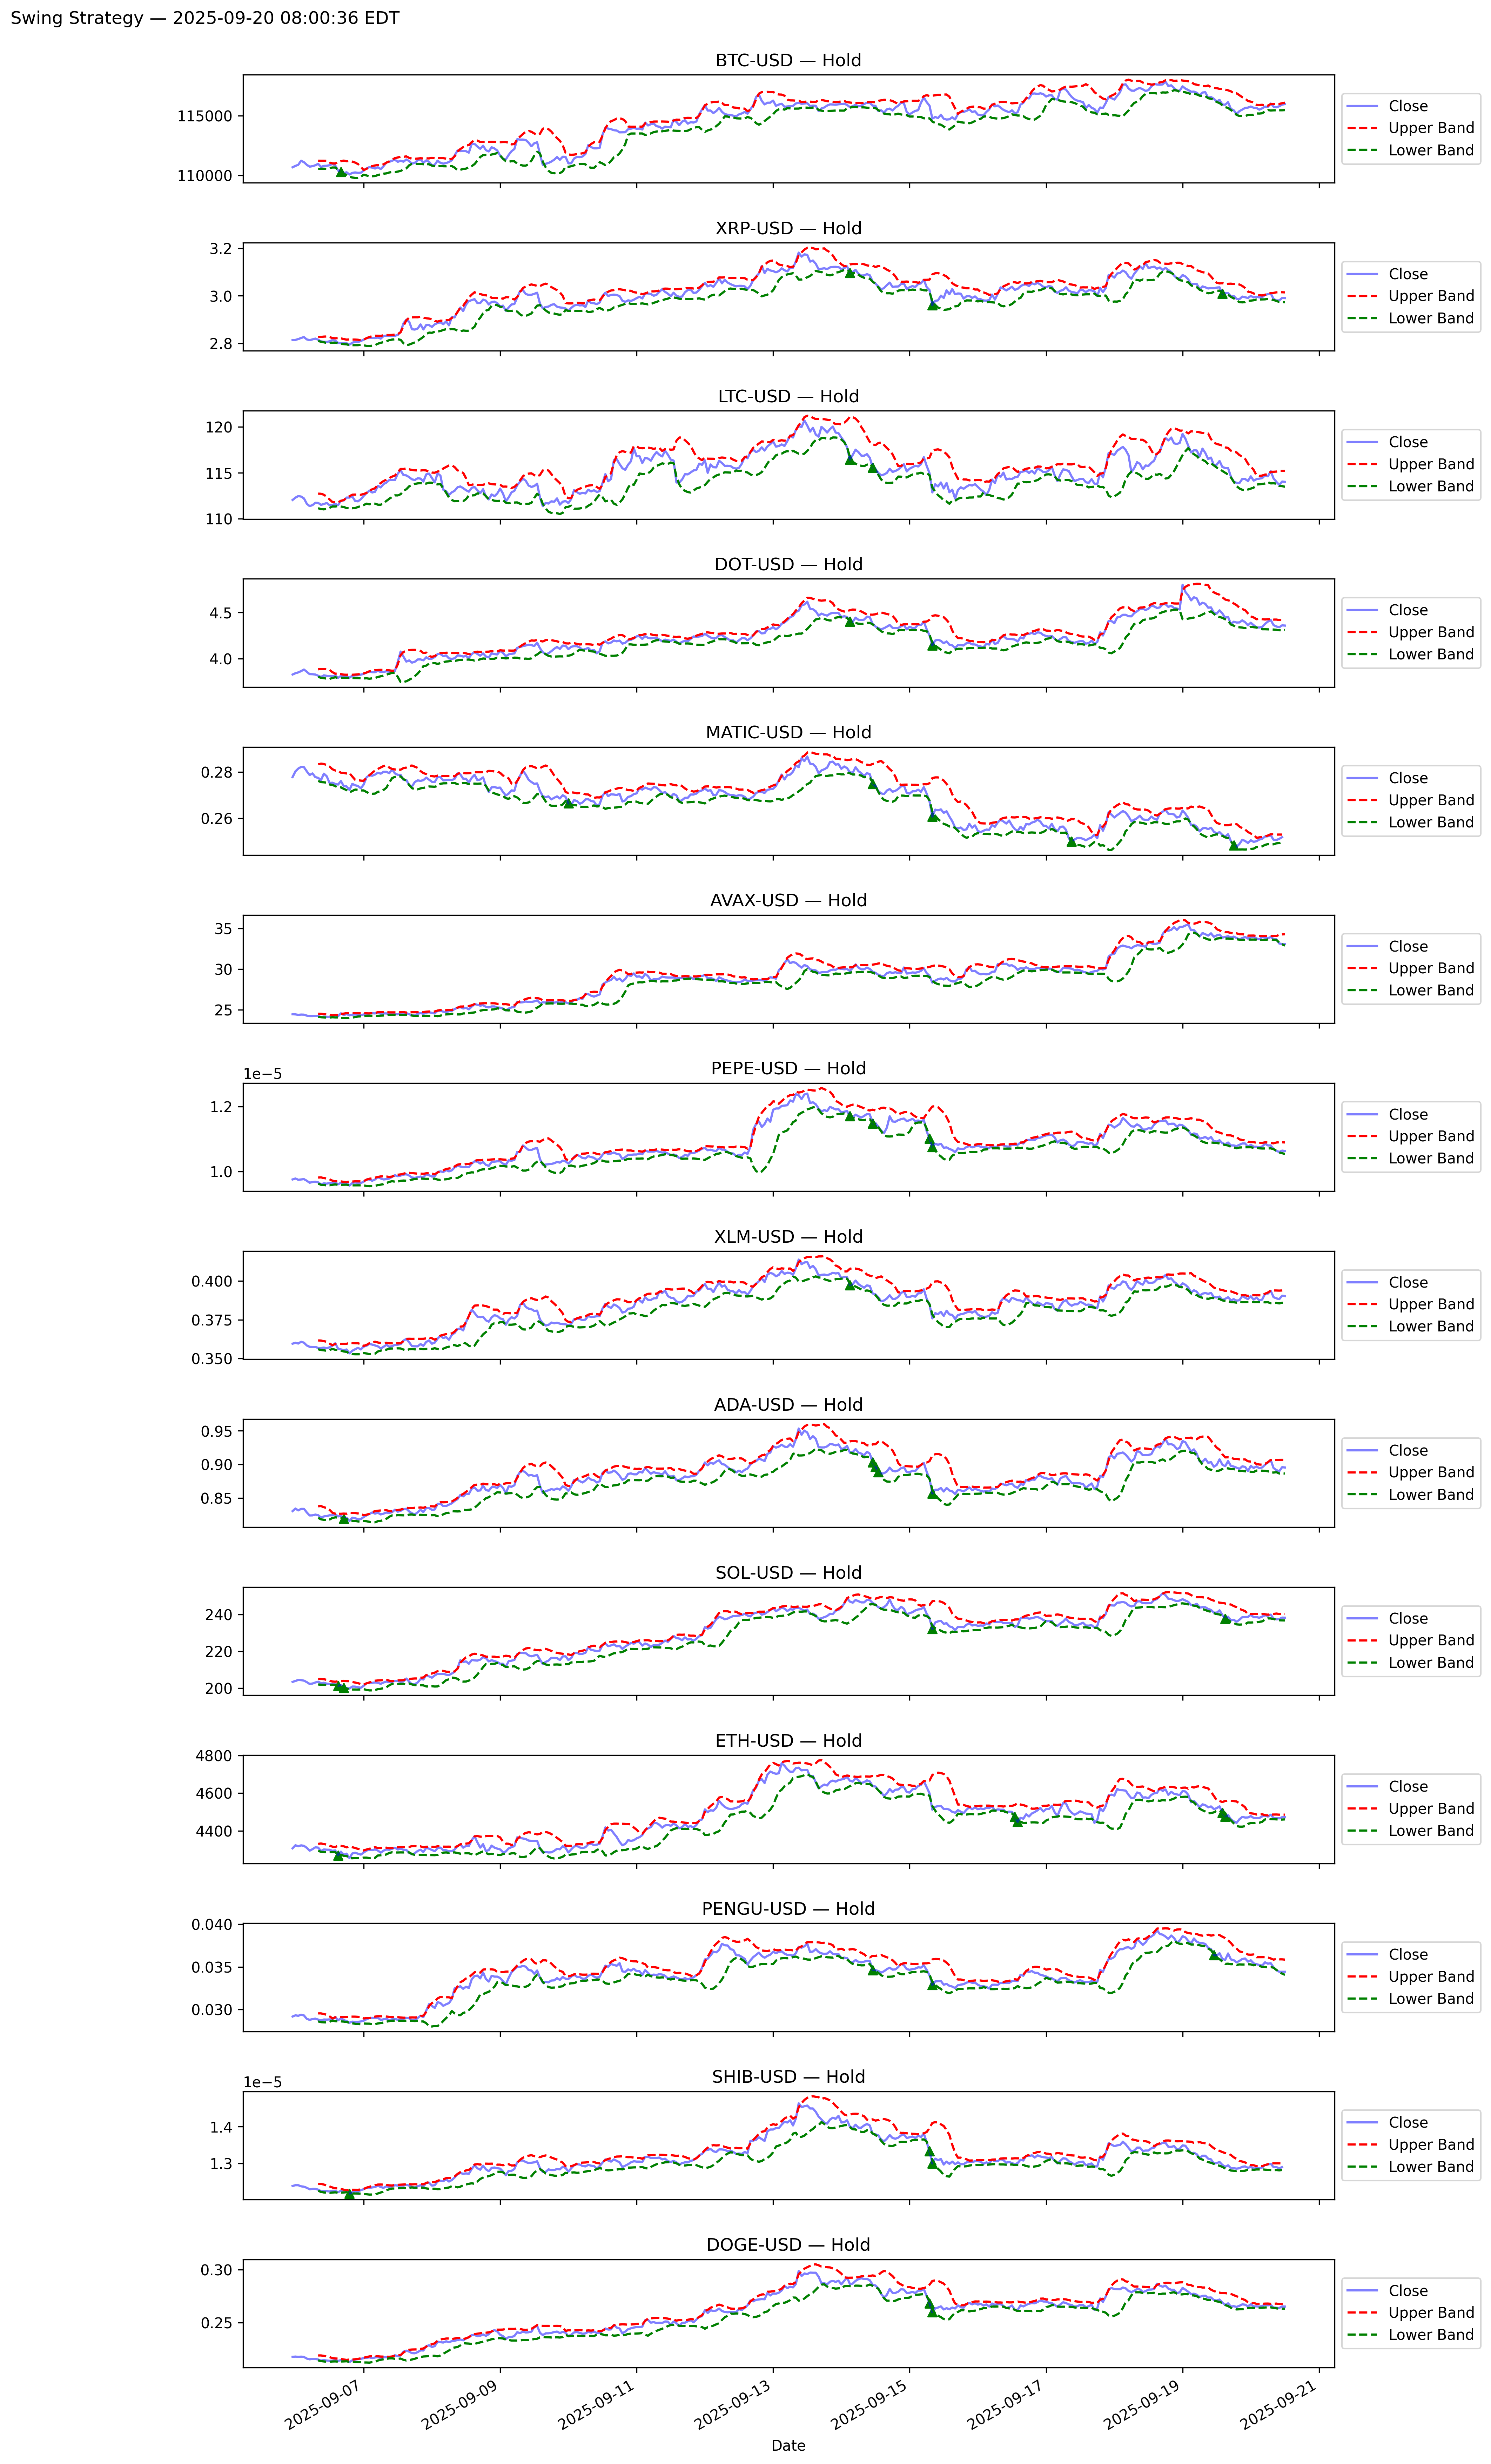 Swing Strategy — 2025-09-20 08:00:36 EDT
BTC-USD — Hold
115000
110000
Close
Upper Band
Lower Band
XRP-USD — Hold
3.2
3.0
2.8
Close
Upper Band
Lower Band
LTC-USD — Hold
120
115
110
Close
Upper Band
Lower Band
DOT-USD — Hold
4.5
4.0
Close
Upper Band
Lower Band
MATIC-USD — Hold
0.28
0.26
Close
Upper Band
Lower Band
AVAX-USD — Hold
35
30
25
Close
Upper Band
Lower Band
PEPE-USD — Hold
1e−5
1.2
1.0
Close
Upper Band
Lower Band
XLM-USD — Hold
0.400
0.375
0.350
Close
Upper Band
Lower Band
ADA-USD — Hold
0.95
0.90
0.85
Close
Upper Band
Lower Band
SOL-USD — Hold
240
220
200
Close
Upper Band
Lower Band
ETH-USD — Hold
4800
4600
4400
Close
Upper Band
Lower Band
PENGU-USD — Hold
0.040
0.035
0.030
Close
Upper Band
Lower Band
SHIB-USD — Hold
1e−5
1.4
1.3
Close
Upper Band
Lower Band
DOGE-USD — Hold
0.30
0.25
Close
Upper Band
Lower Band
2025-09-07
2025-09-09
2025-09-11
2025-09-13
2025-09-15
2025-09-17
2025-09-19
2025-09-21
Date